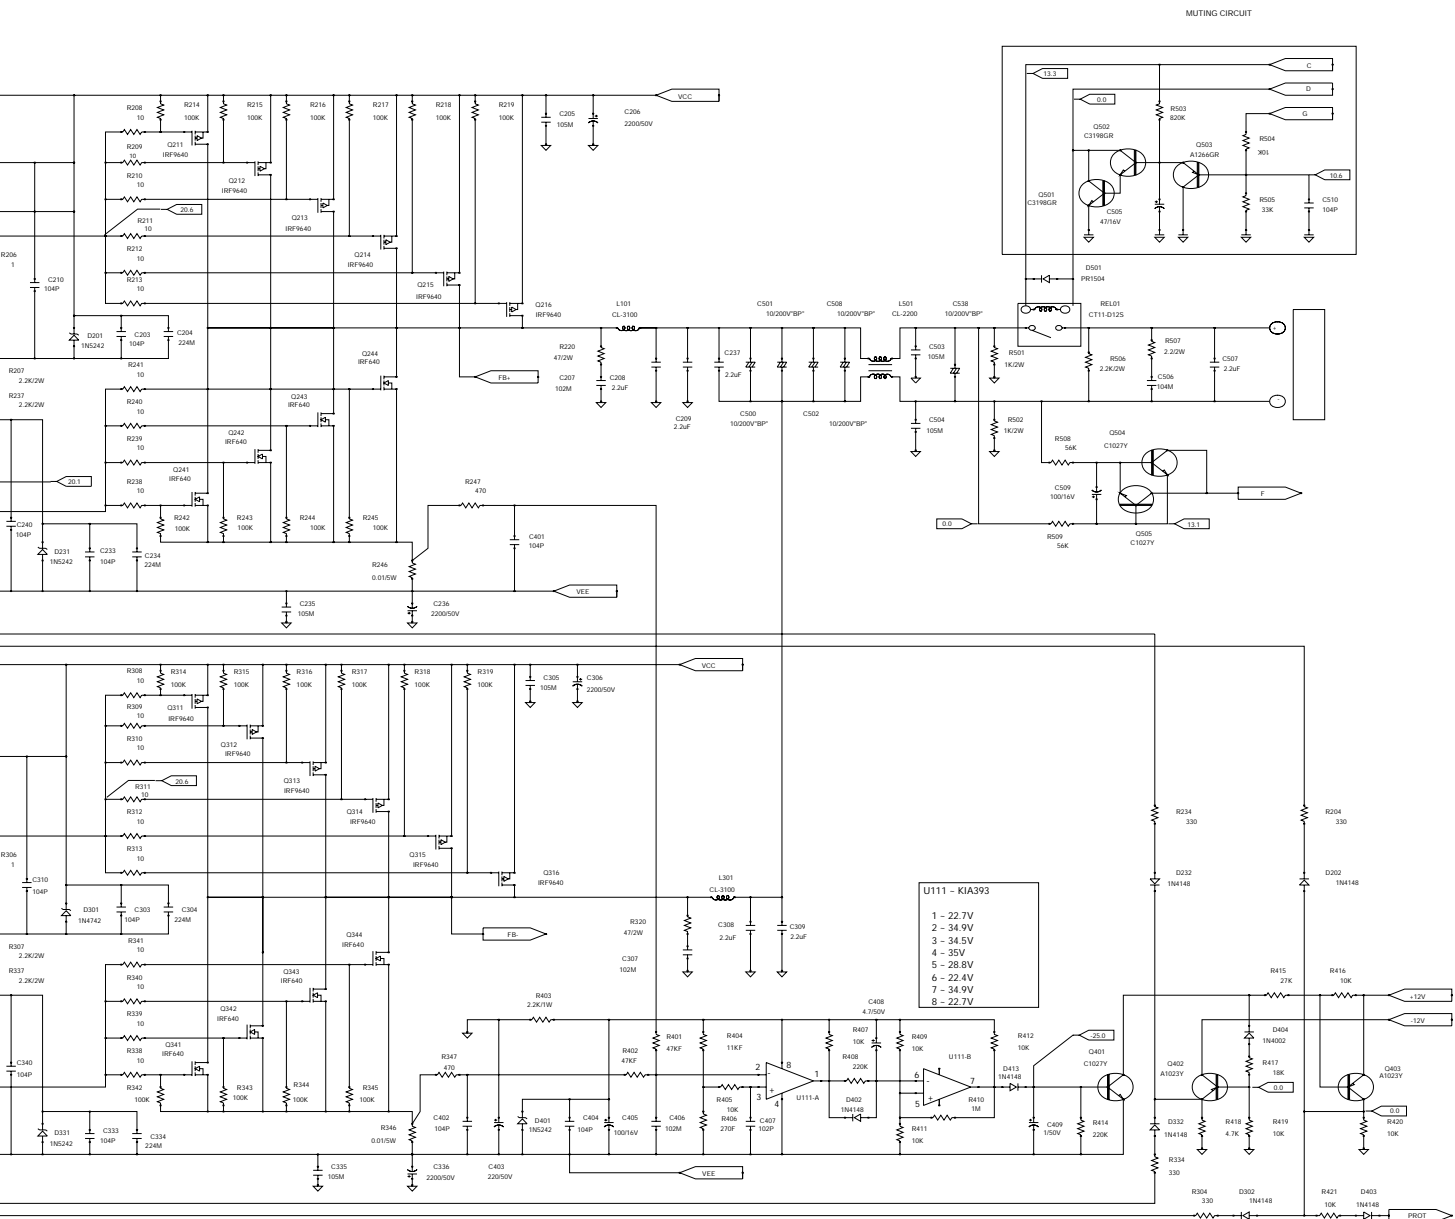 MUTING CIRCUIT
C
13.3
D
0.0
R503
820K
G
Q502
C3198GR
Q503
A1266GR
R504
10K
10.6
Q501
C3198GR
C505
47/16V
R505
33K
C510
104P
D501
PR1504
REL01
CT11-D12S
VCC
R208
10
R214
100K
R215
100K
R216
100K
R217
100K
R218
100K
R219
100K
C205
105M
C206
2200/50V
Q211
IRF9640
R209
10
R210
10
Q212
IRF9640
20.6
R211
10
Q213
IRF9640
R212
10
Q214
IRF9640
R213
10
Q215
IRF9640
Q216
IRF9640
R206
1
C210
104P
D201
1N5242
C203
104P
C204
224M
R207
2.2K/2W
R237
2.2K/2W
R241
10
R240
10
R239
10
R238
10
Q244
IRF640
Q243
IRF640
Q242
IRF640
Q241
IRF640
FB+
L101
CL-3100
R220
47/2W
C207
102M
C208
2.2uF
C209
2.2uF
C237
2.2uF
C501
10/200V"BP"
C508
10/200V"BP"
C500
10/200V"BP"
C502
10/200V"BP"
L501
CL-2200
C538
10/200V"BP"
C503
105M
C504
105M
R501
1K/2W
R502
1K/2W
R506
2.2K/2W
R507
2.2/2W
C506
104M
C507
2.2uF
+
-
R508
56K
Q504
C1027Y
C509
100/16V
F
0.0
R509
56K
Q505
C1027Y
13.1
20.1
C240
104P
D231
1N5242
C233
104P
C234
224M
R242
100K
R243
100K
R244
100K
R245
100K
R247
470
C401
104P
R246
0.01/5W
VEE
C235
105M
C236
2200/50V
VCC
R308
10
R314
100K
R315
100K
R316
100K
R317
100K
R318
100K
R319
100K
C305
105M
C306
2200/50V
Q311
IRF9640
R309
10
R310
10
Q312
IRF9640
20.6
R311
10
Q313
IRF9640
R312
10
Q314
IRF9640
R313
10
Q315
IRF9640
Q316
IRF9640
R306
1
C310
104P
D301
1N4742
C303
104P
C304
224M
R307
2.2K/2W
R337
2.2K/2W
R341
10
R340
10
R339
10
R338
10
Q344
IRF640
Q343
IRF640
Q342
IRF640
Q341
IRF640
FB-
L301
CL-3100
R320
47/2W
C307
102M
C308
2.2uF
C309
2.2uF
U111 – KIA393
1 – 22.7V
2 – 34.9V
3 – 34.5V
4 – 35V
5 – 28.8V
6 – 22.4V
7 – 34.9V
8 – 22.7V
R234
330
D232
1N4148
R204
330
D202
1N4148
C340
104P
D331
1N5242
C333
104P
C334
224M
R342
100K
R343
100K
R344
100K
R345
100K
R347
470
R346
0.01/5W
C335
105M
C336
2200/50V
R403
2.2K/1W
C402
104P
C403
220/50V
D401
1N5242
C404
104P
C405
100/16V
R402
47KF
R401
47KF
C406
102M
R404
11KF
R405
10K
R406
270F
C407
102P
VEE
2
3
8
4
1
-
+
U111-A
R407
10K
C408
4.7/50V
R408
220K
D402
1N4148
R409
10K
R411
10K
6
5
7
-
+
U111-B
R410
1M
D413
1N4148
R412
10K
-25.0
C409
1/50V
R414
220K
Q401
C1027Y
D332
1N4148
R334
330
Q402
A1023Y
R415
27K
R416
10K
+12V
-12V
D404
1N4002
R417
18K
0.0
Q403
A1023Y
0.0
R418
4.7K
R419
10K
R420
10K
R304
330
D302
1N4148
R421
10K
D403
1N4148
PROT